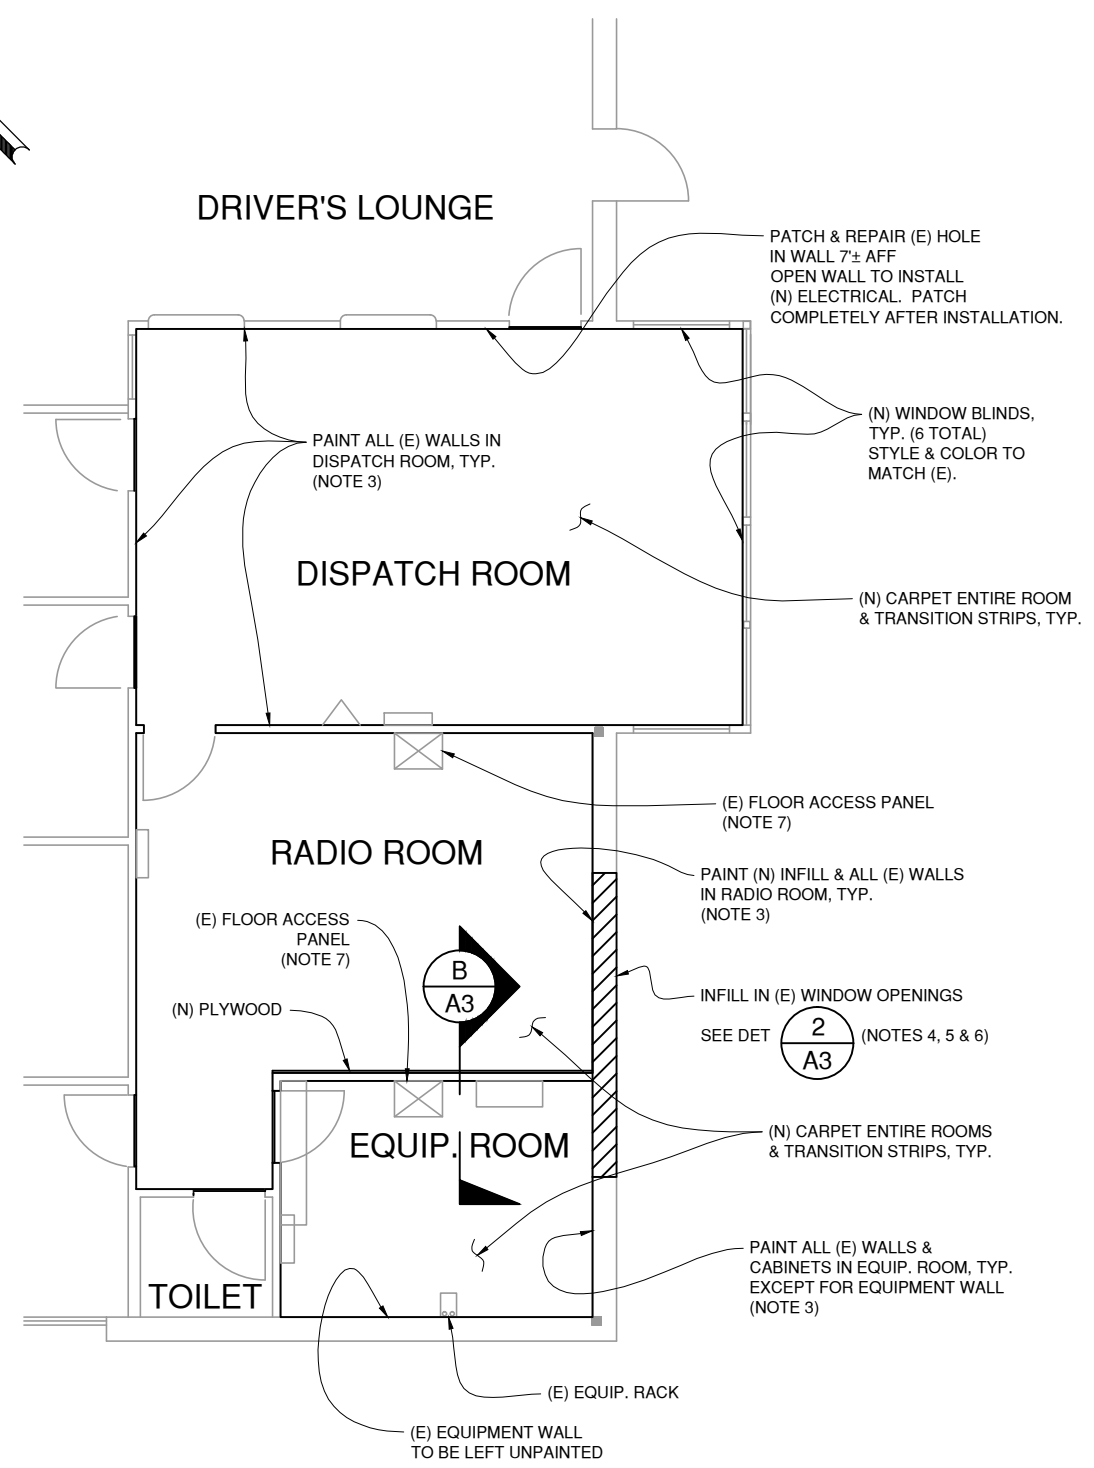 DRIVER'S LOUNGE
PATCH & REPAIR (E) HOLE
IN WALL 7'± AFF
OPEN WALL TO INSTALL
(N) ELECTRICAL. PATCH
COMPLETELY AFTER INSTALLATION.
(N) WINDOW BLINDS,
TYP. (6 TOTAL)
STYLE & COLOR TO
MATCH (E).
PAINT ALL (E) WALLS IN
DISPATCH ROOM, TYP.
(NOTE 3)
DISPATCH ROOM
(N) CARPET ENTIRE ROOM
& TRANSITION STRIPS, TYP.
(E) FLOOR ACCESS PANEL
(NOTE 7)
RADIO ROOM
PAINT (N) INFILL & ALL (E) WALLS
IN RADIO ROOM, TYP.
(NOTE 3)
(E) FLOOR ACCESS
PANEL
(NOTE 7)
B
A3
(N) PLYWOOD
INFILL IN (E) WINDOW OPENINGS
SEE DET 2 (NOTES 4, 5 & 6)
A3
EQUIP. ROOM
(N) CARPET ENTIRE ROOMS
& TRANSITION STRIPS, TYP.
PAINT ALL (E) WALLS &
CABINETS IN EQUIP. ROOM, TYP.
EXCEPT FOR EQUIPMENT WALL
(NOTE 3)
TOILET
(E) EQUIP. RACK
(E) EQUIPMENT WALL
TO BE LEFT UNPAINTED